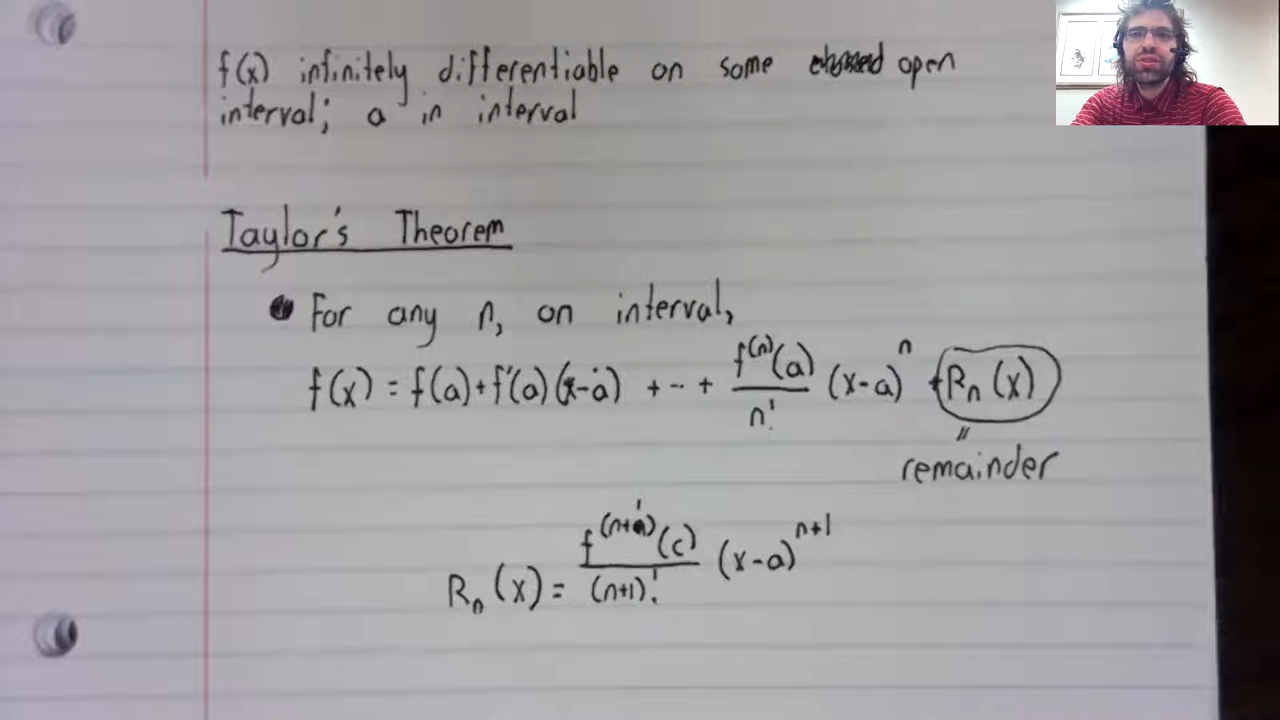 f(x) infinitely differentiable on some open
interval; a in interval
Taylor's Theorem
• For any n, on interval,
f(x) = f(a) + f'(a)(x-a) + -- + f^(n)(a)/n! (x-a)^n + R_n(x)
"
remainder
R_n(x) = f^(n+1)(c)/(n+1)! (x-a)^n+1